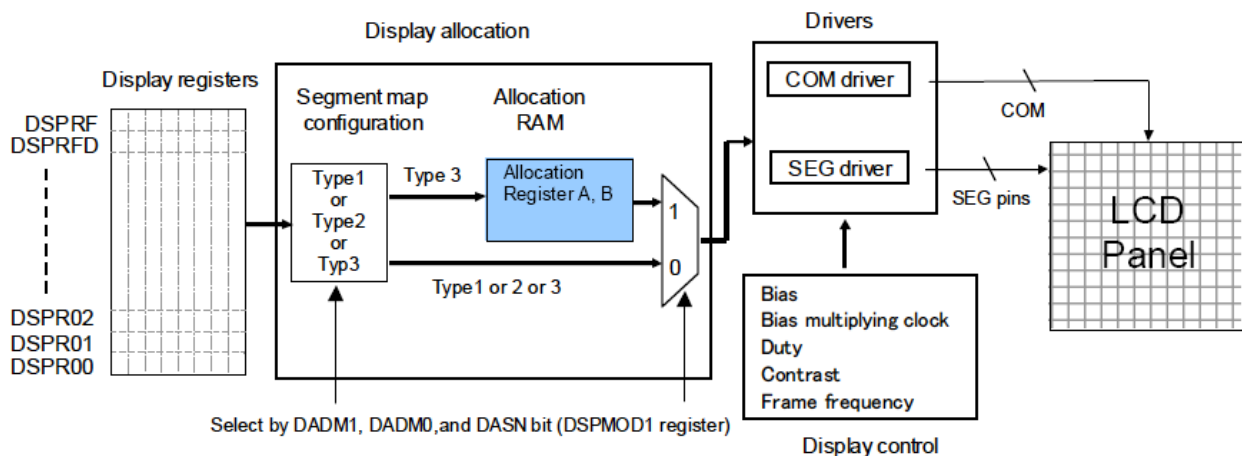 Display registers
DSPRF
DSPRFD
DSPR02
DSPR01
DSPR00
Display allocation
Segment map
configuration
Allocation
RAM
Type1
or
Type2
or
Typ3
Type 3
Allocation
Register A, B
1
0
Type1 or 2 or 3
Select by DADM1, DADM0,and DASN bit (DSPMOD1 register)
Drivers
COM driver
SEG driver
COM
SEG pins
LCD
Panel
Bias
Bias multiplying clock
Duty
Contrast
Frame frequency
Display control